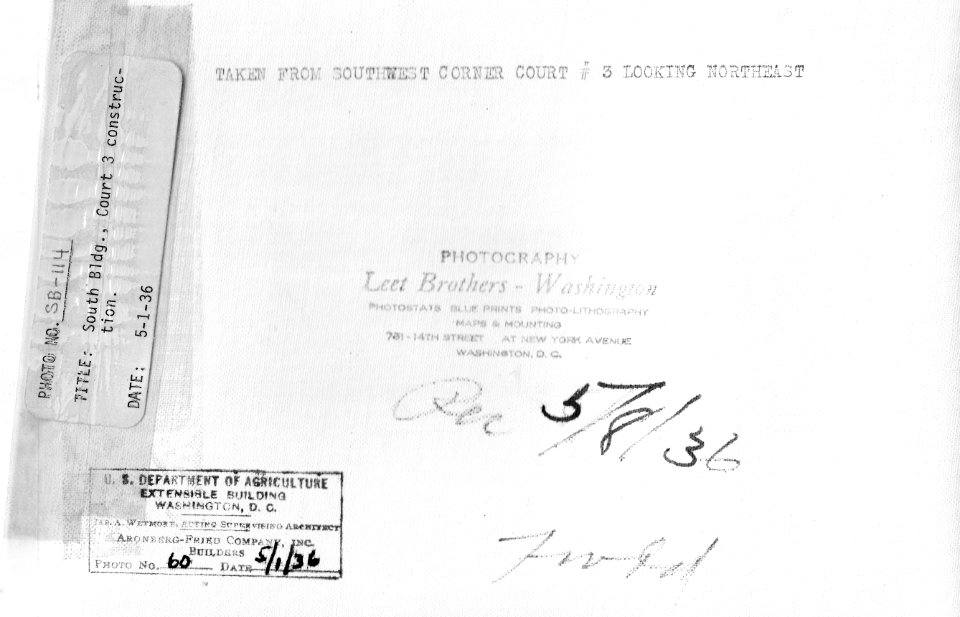 TAKEN FROM SOUTHWEST CORNER COURT # 3 LOOKING NORTHEAST
PHOTO NO. SB-114
TITLE: South Bldg., Court 3 construc-
tion.
DATE: 5-1-36
PHOTOGRAPHY
Leet Brothers - Washington
PHOTOSTATS BLUE PRINTS PHOTO-LITHOGRAPHY
MAPS & MOUNTING
781-14TH STREET AT NEW YORK AVENUE
WASHINGTON, D. C.
Rec 5/8/36
U. S. DEPARTMENT OF AGRICULTURE
EXTENSIBLE BUILDING
WASHINGTON, D. C.
JAS. A. WETMORE, ACTING SUPERVISING ARCHITECT
ARONBERG-FRIED COMPANY, INC.
BUILDERS
PHOTO NO. 60 DATE 5/1/36